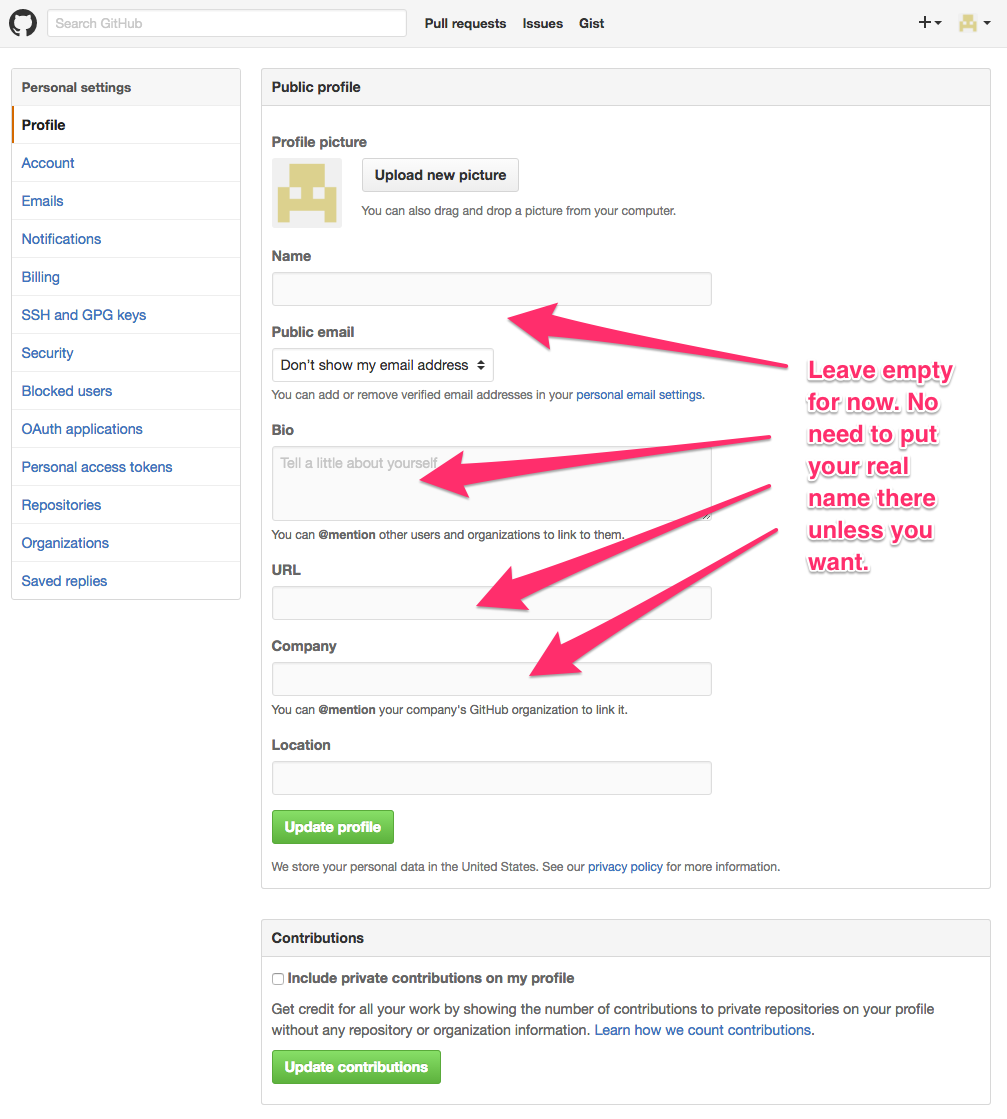 Search GitHub
Pull requests Issues Gist
Personal settings
Profile
Account
Emails
Notifications
Billing
SSH and GPG keys
Security
Blocked users
OAuth applications
Personal access tokens
Repositories
Organizations
Saved replies
Public profile
Profile picture
Upload new picture
You can also drag and drop a picture from your computer.
Name
Public email
Don't show my email address
You can add or remove verified email addresses in your personal email settings.
Bio
Tell a little about yourself
You can @mention other users and organizations to link to them.
URL
Company
You can @mention your company's GitHub organization to link it.
Location
Update profile
We store your personal data in the United States. See our privacy policy for more information.
Leave empty
for now. No
need to put
your real
name there
unless you
want.
Contributions
Include private contributions on my profile
Get credit for all your work by showing the number of contributions to private repositories on your profile
without any repository or organization information. Learn how we count contributions.
Update contributions